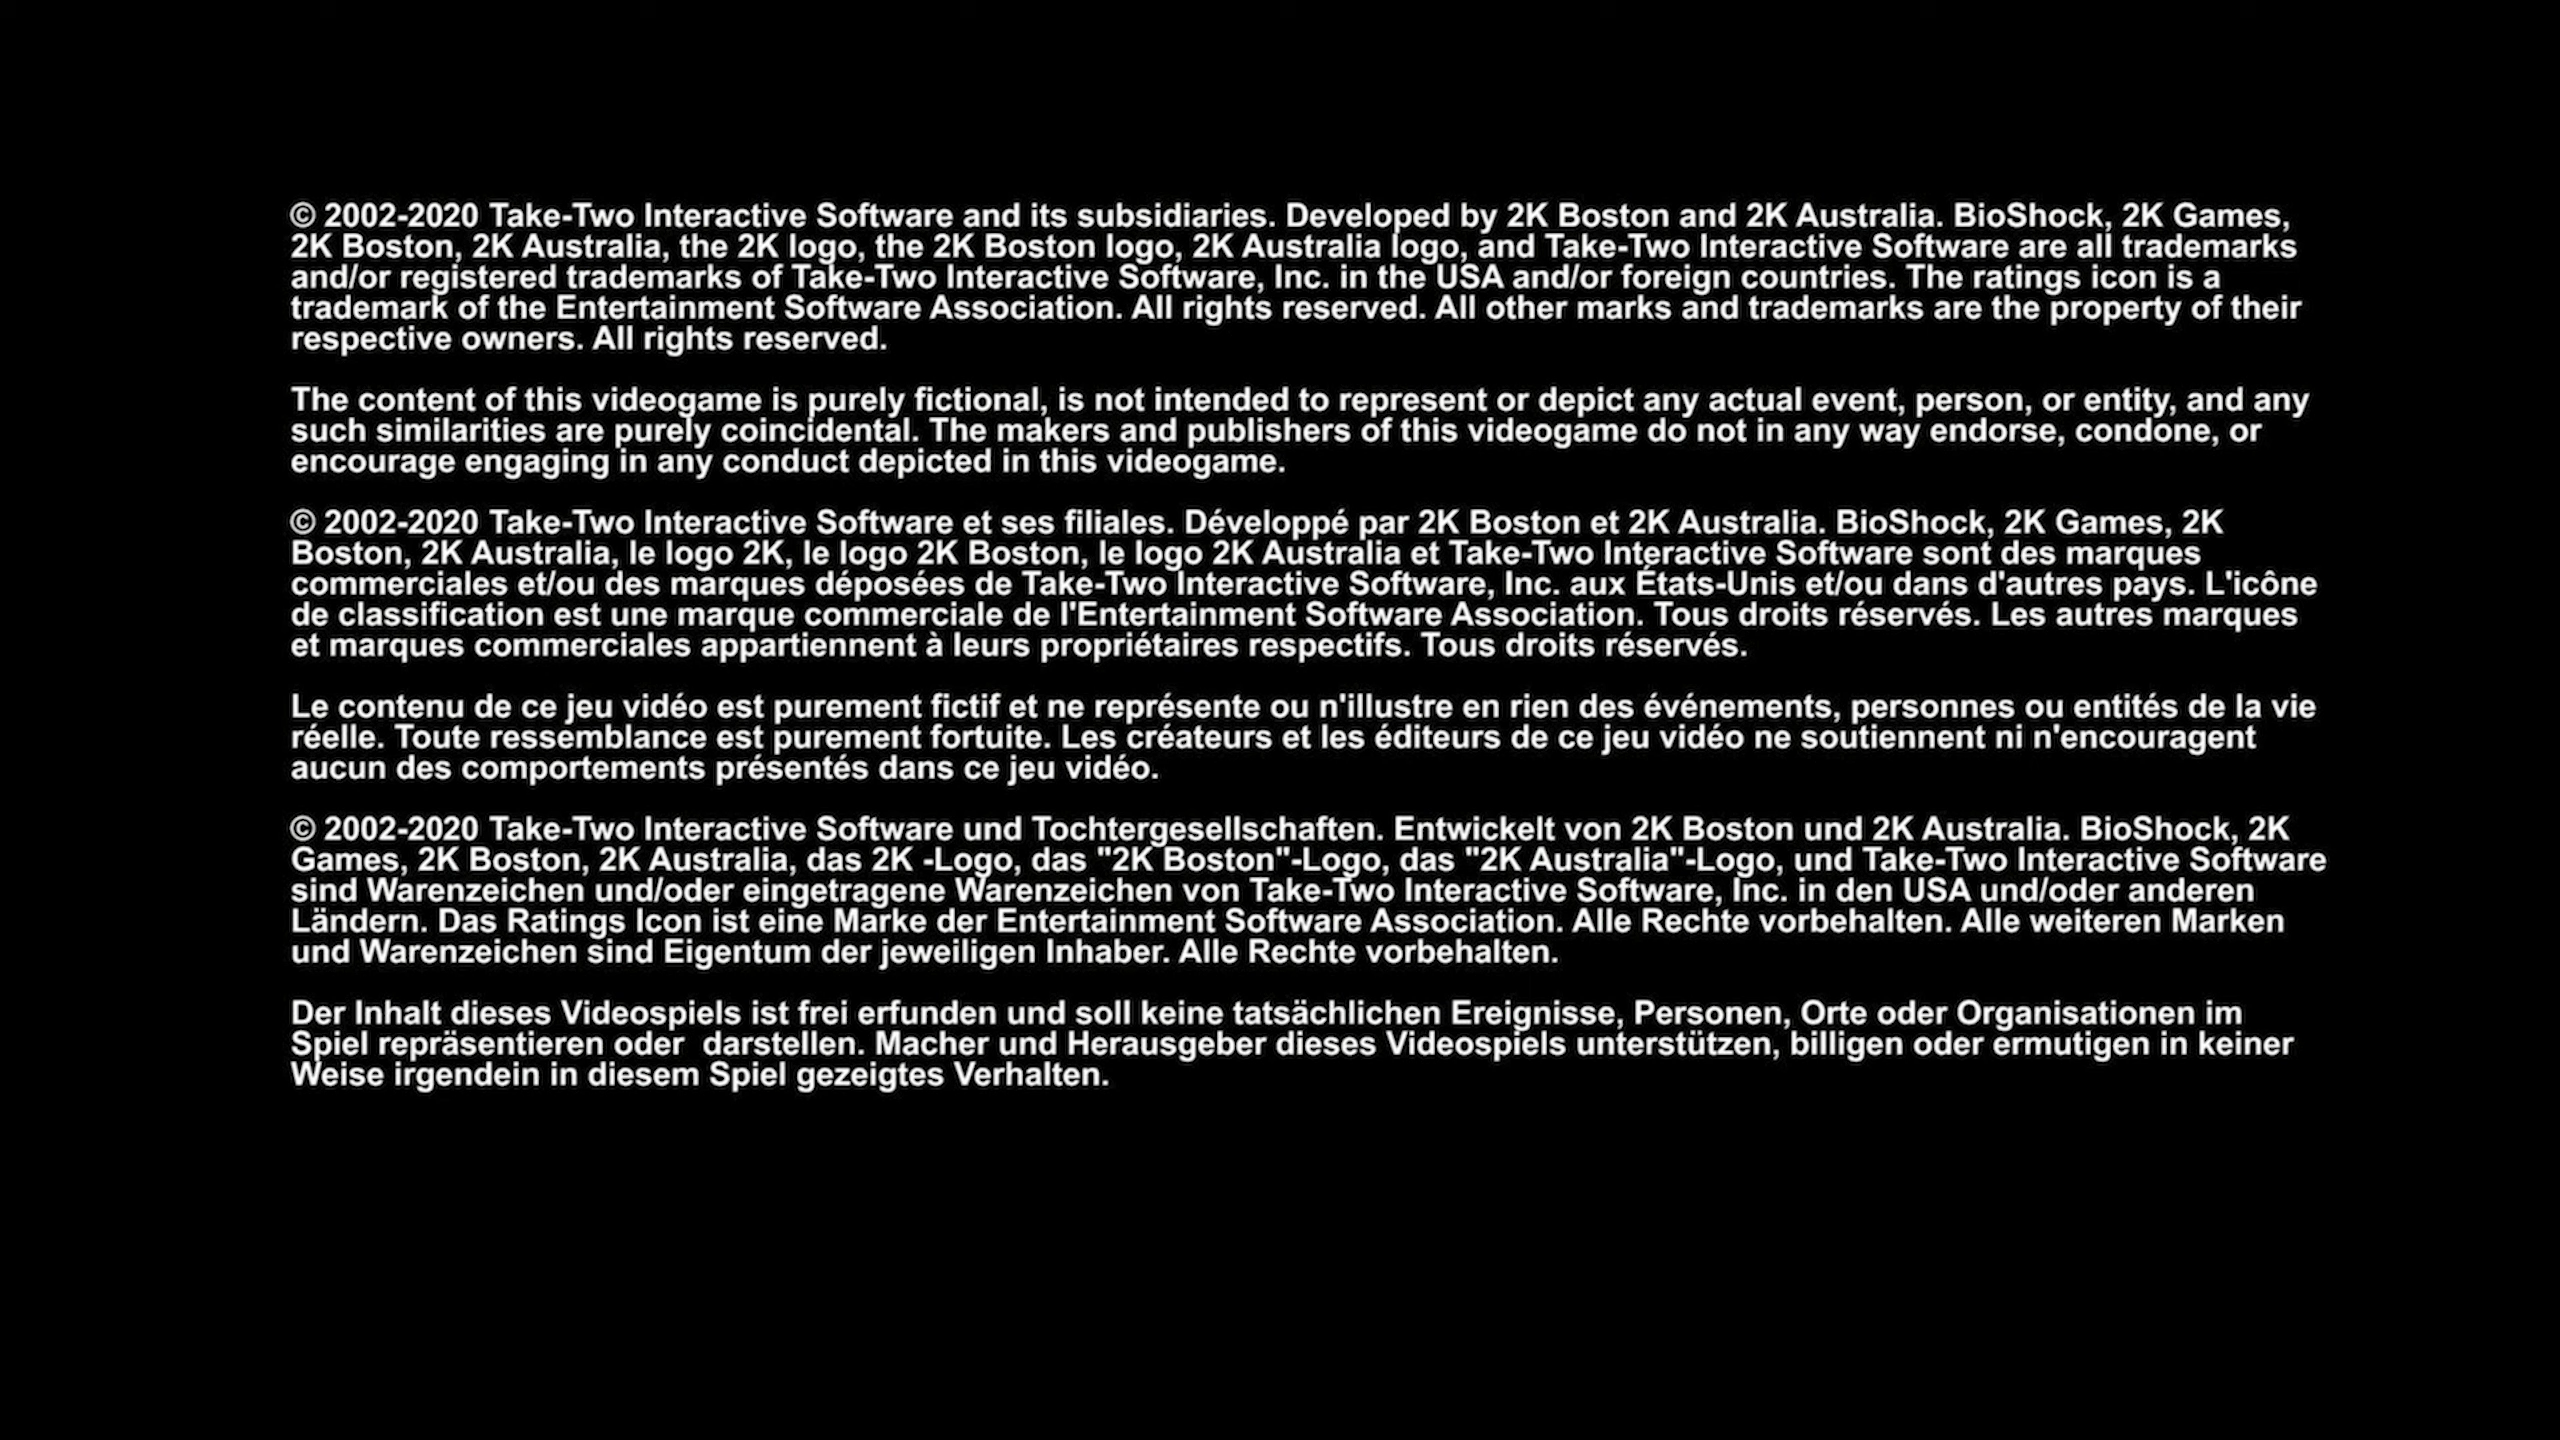 © 2002-2020 Take-Two Interactive Software and its subsidiaries. Developed by 2K Boston and 2K Australia. BioShock, 2K Games,
2K Boston, 2K Australia, the 2K logo, the 2K Boston logo, 2K Australia logo, and Take-Two Interactive Software are all trademarks
and/or registered trademarks of Take-Two Interactive Software, Inc. in the USA and/or foreign countries. The ratings icon is a
trademark of the Entertainment Software Association. All rights reserved. All other marks and trademarks are the property of their
respective owners. All rights reserved.
The content of this videogame is purely fictional, is not intended to represent or depict any actual event, person, or entity, and any
such similarities are purely coincidental. The makers and publishers of this videogame do not in any way endorse, condone, or
encourage engaging in any conduct depicted in this videogame.
© 2002-2020 Take-Two Interactive Software et ses filiales. Développé par 2K Boston et 2K Australia. BioShock, 2K Games, 2K
Boston, 2K Australia, le logo 2K, le logo 2K Boston, le logo 2K Australia et Take-Two Interactive Software sont des marques
commerciales et/ou des marques déposées de Take-Two Interactive Software, Inc. aux États-Unis et/ou dans d'autres pays. L'icône
de classification est une marque commerciale de l'Entertainment Software Association. Tous droits réservés. Les autres marques
et marques commerciales appartiennent à leurs propriétaires respectifs. Tous droits réservés.
Le contenu de ce jeu vidéo est purement fictif et ne représente ou n'illustre en rien des événements, personnes ou entités de la vie
réelle. Toute ressemblance est purement fortuite. Les créateurs et les éditeurs de ce jeu vidéo ne soutiennent ni n'encouragent
aucun des comportements présentés dans ce jeu vidéo.
© 2002-2020 Take-Two Interactive Software und Tochtergesellschaften. Entwickelt von 2K Boston und 2K Australia. BioShock, 2K
Games, 2K Boston, 2K Australia, das 2K -Logo, das "2K Boston"-Logo, das "2K Australia"-Logo, und Take-Two Interactive Software
sind Warenzeichen und/oder eingetragene Warenzeichen von Take-Two Interactive Software, Inc. in den USA und/oder anderen
Ländern. Das Ratings Icon ist eine Marke der Entertainment Software Association. Alle Rechte vorbehalten. Alle weiteren Marken
und Warenzeichen sind Eigentum der jeweiligen Inhaber. Alle Rechte vorbehalten.
Der Inhalt dieses Videospiels ist frei erfunden und soll keine tatsächlichen Ereignisse, Personen, Orte oder Organisationen im
Spiel repräsentieren oder  darstellen. Macher und Herausgeber dieses Videospiels unterstützen, billigen oder ermutigen in keiner
Weise irgendein in diesem Spiel gezeigtes Verhalten.